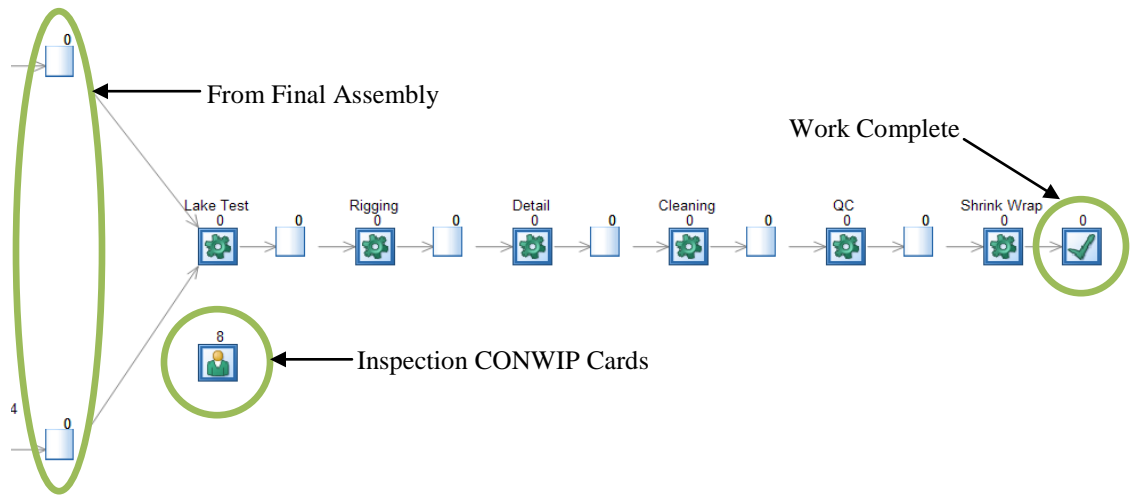 0
From Final Assembly
Work Complete
Lake Test Rigging Detail Cleaning QC Shrink Wrap
0 0 0 0 0 0 0 0 0 0 0 0
8
Inspection CONWIP Cards
4
0